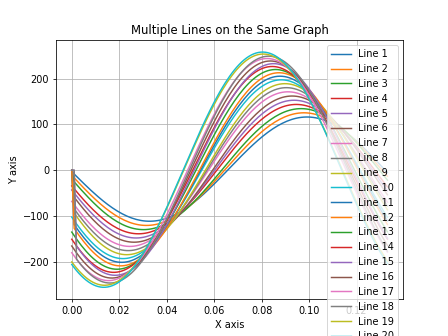 Multiple Lines on the Same Graph
Y axis
200
100
0
−100
−200
0.00
0.02
0.04
0.06
0.08
0.10
X axis
Line 1
Line 2
Line 3
Line 4
Line 5
Line 6
Line 7
Line 8
Line 9
Line 10
Line 11
Line 12
Line 13
Line 14
Line 15
Line 16
Line 17
Line 18
Line 19
Line 20